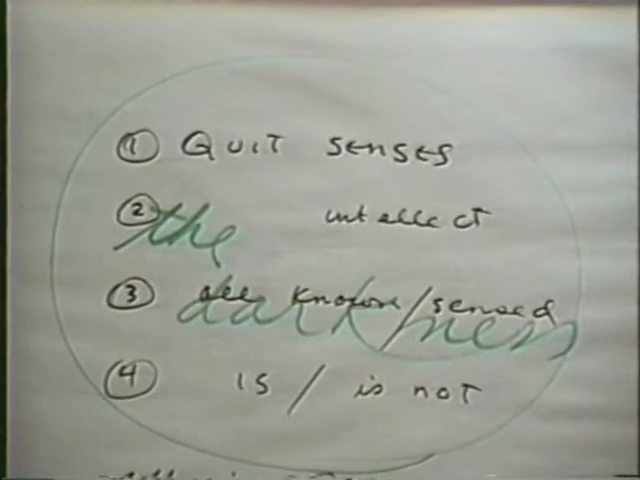 ① QUIT SENSES
② intellect
the
③ all known/sensed
darkness
④ IS / is not